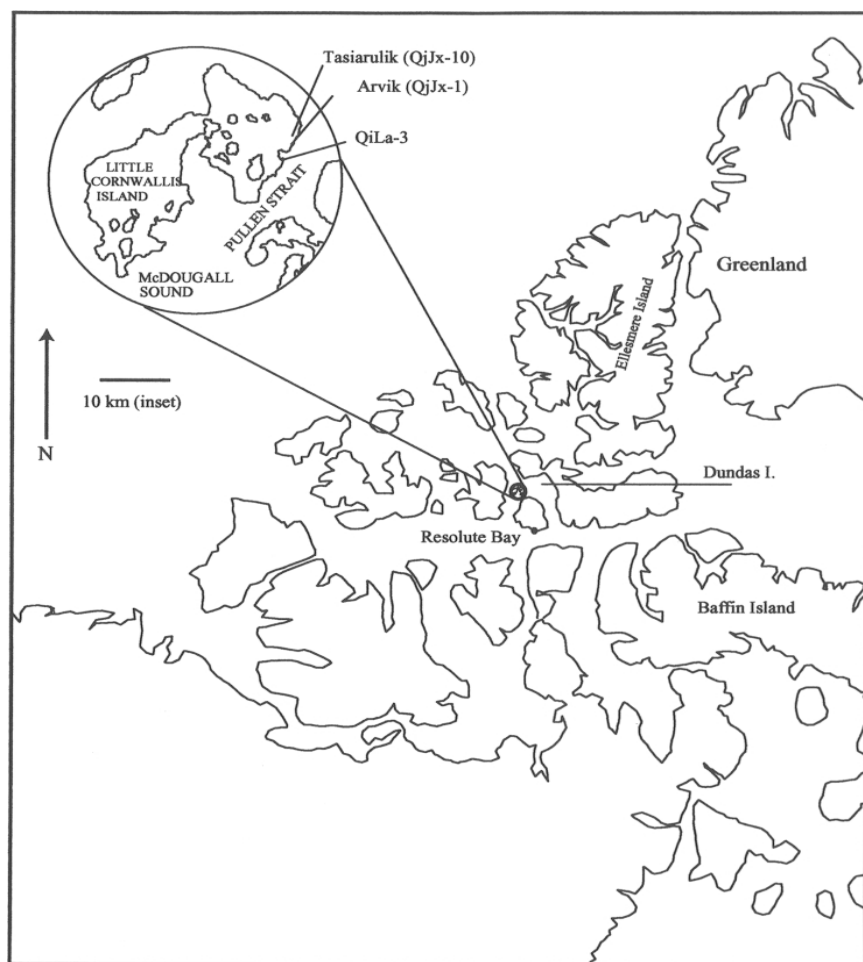 Tasiarulik (QjJx-10)
Arvik (QjJx-1)
QiLa-3
LITTLE
CORNWALLIS
ISLAND
PULLEN STRAIT
McDOUGALL
SOUND
10 km (inset)
N
Greenland
Ellesmere Island
Dundas I.
Resolute Bay
Baffin Island